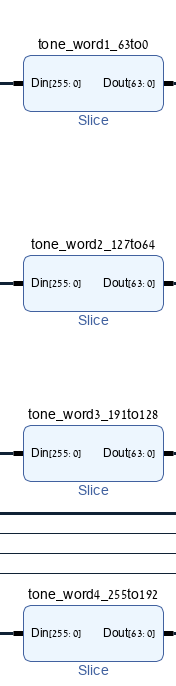 tone_word1_63to0
Din[255:0] Dout[63:0]
Slice
tone_word2_127to64
Din[255:0] Dout[63:0]
Slice
tone_word3_191to128
Din[255:0] Dout[63:0]
Slice
tone_word4_255to192
Din[255:0] Dout[63:0]
Slice